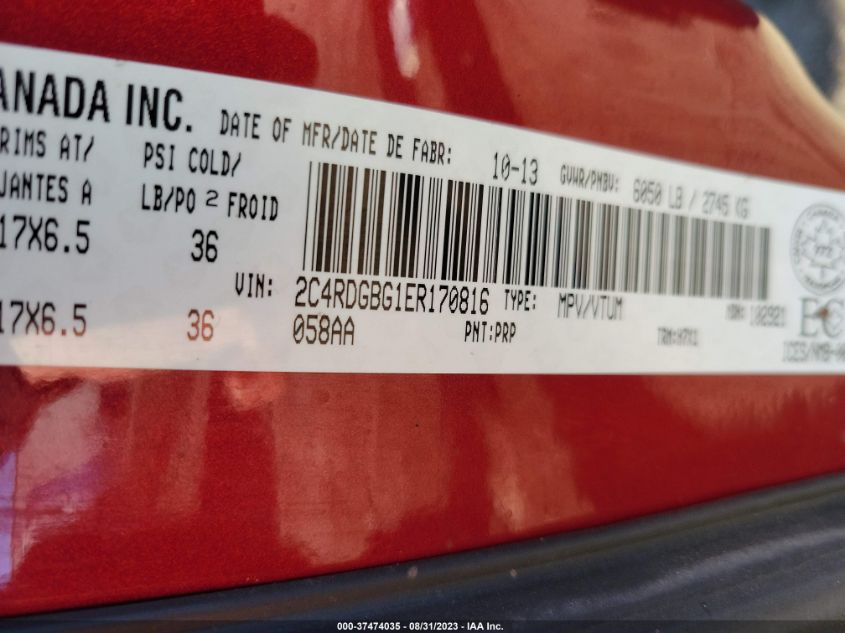 ANADA INC. DATE OF MFR/DATE DE FABR: 10-13 GVWR/PNBV: 6050 LB / 2745 KG
RIMS AT/ PSI COLD/
JANTES A LB/PO 2 FROID
17X6.5 36
VIN: 2C4RDGBG1ER170816 TYPE: MPV/VTUM
17X6.5 36 058AA PNT:PRP
CANADA
EC
000-37474035 - 08/31/2023 - IAA Inc.